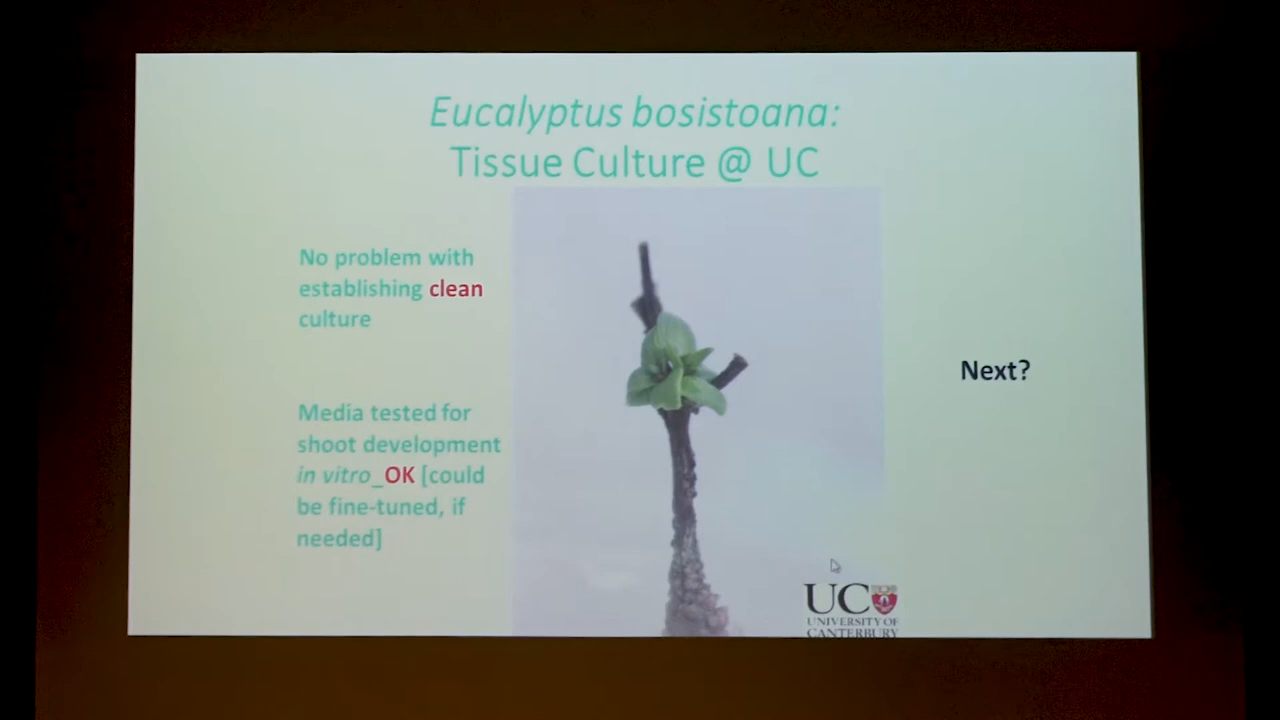 Eucalyptus bosistoana:
Tissue Culture @ UC
No problem with
establishing clean
culture
Media tested for
shoot development
in vitro_OK [could
be fine-tuned, if
needed]
Next?
UC
UNIVERSITY OF
CANTERBURY